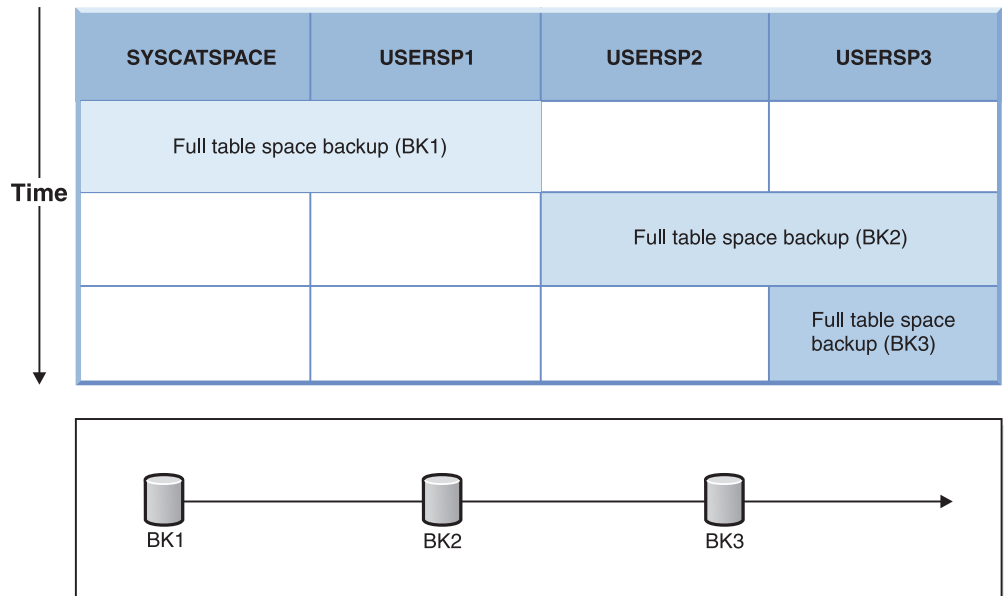 SYSCATSPACE USERSP1 USERSP2 USERSP3
Full table space backup (BK1)
Time
Full table space backup (BK2)
Full table space
backup (BK3)
BK1 BK2 BK3